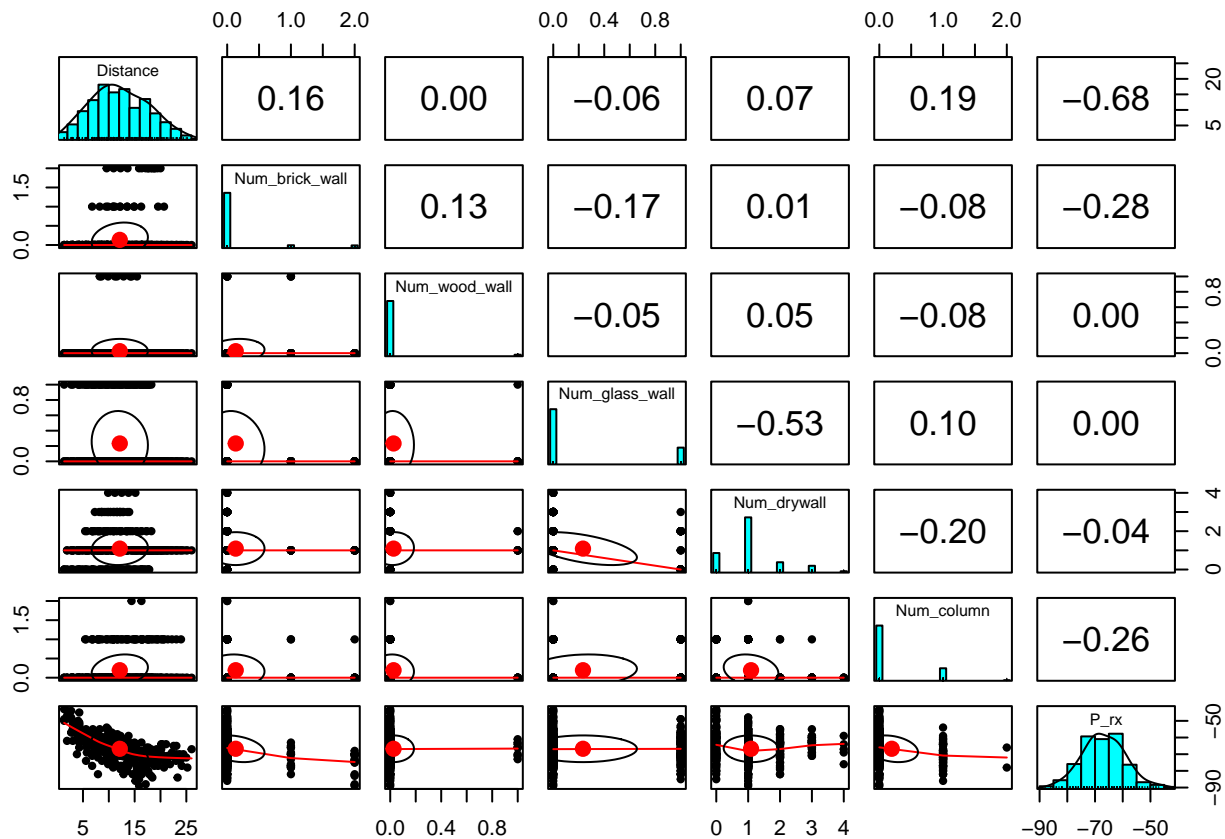 0.0 1.0 2.0 0.0 0.4 0.8 0.0 1.0 2.0
Distance 0.16 0.00 −0.06 0.07 0.19 −0.68 5 20
0.0 1.5 Num_brick_wall 0.13 −0.17 0.01 −0.08 −0.28
Num_wood_wall −0.05 0.05 −0.08 0.00 0.0 0.8
0.0 0.8 Num_glass_wall −0.53 0.10 0.00
Num_drywall −0.20 −0.04 0 2 4
0.0 1.5 Num_column −0.26
P_rx −90 −50
5 15 25 0.0 0.4 0.8 0 1 2 3 4 −90 −70 −50